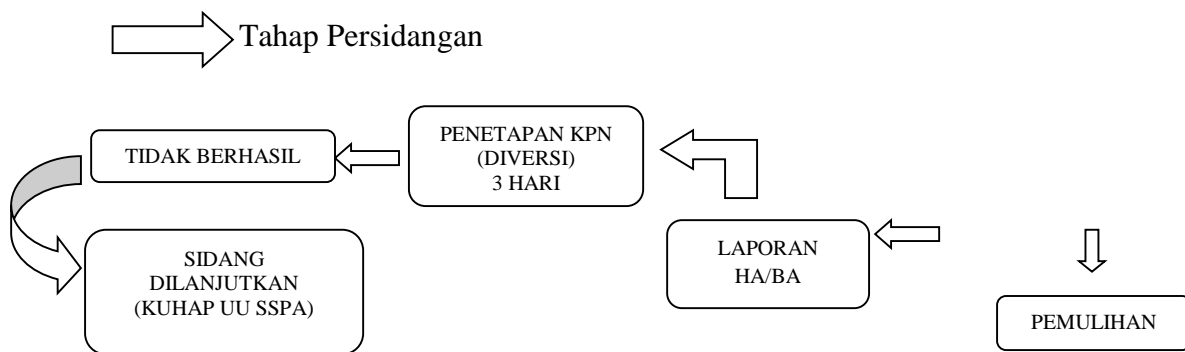 Tahap Persidangan
TIDAK BERHASIL
PENETAPAN KPN
(DIVERSI)
3 HARI
SIDANG
DILANJUTKAN
(KUHAP UU SSPA)
LAPORAN
HA/BA
PEMULIHAN